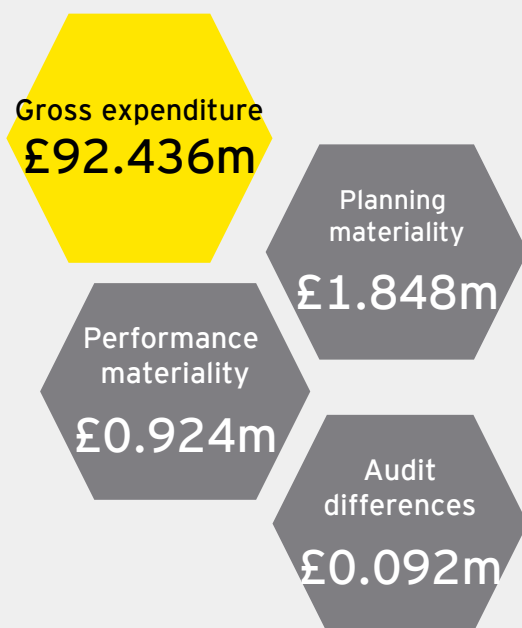 Gross expenditure
£92.436m
Planning
materiality
£1.848m
Performance
materiality
£0.924m
Audit
differences
£0.092m